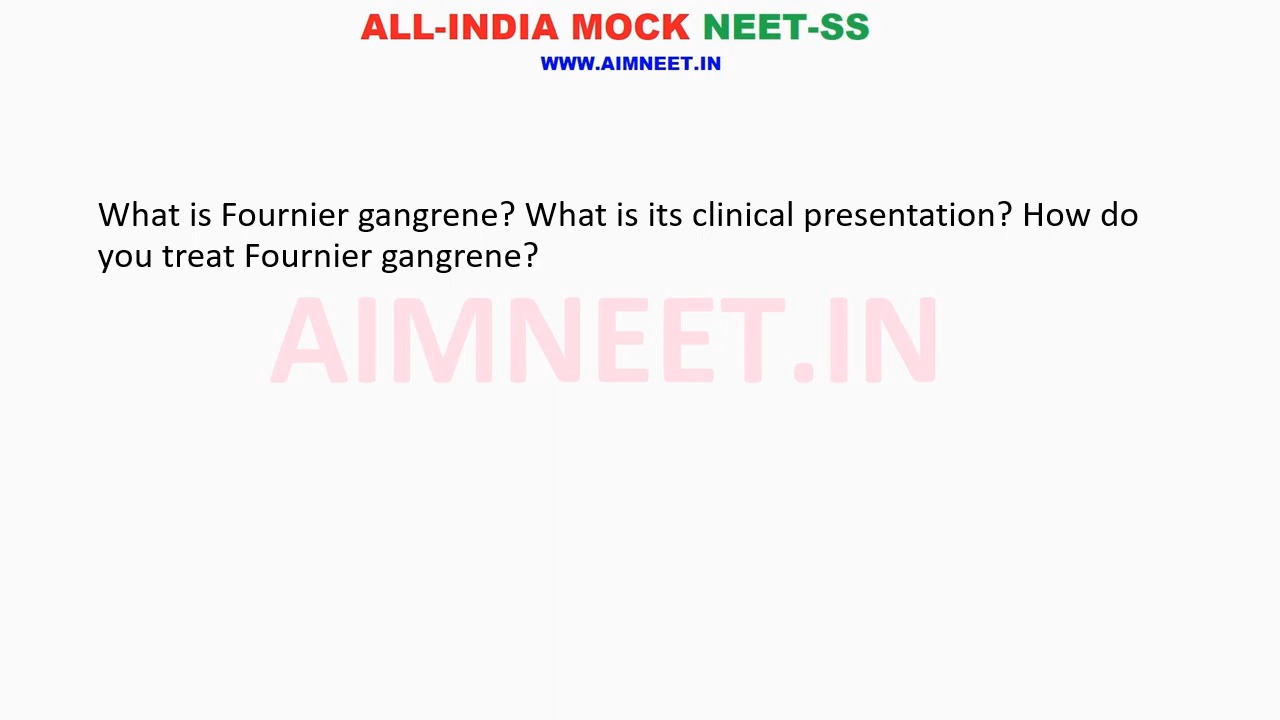 ALL-INDIA MOCK NEET-SS
WWW.AIMNEET.IN
What is Fournier gangrene? What is its clinical presentation? How do
you treat Fournier gangrene?
AIMNEET.IN